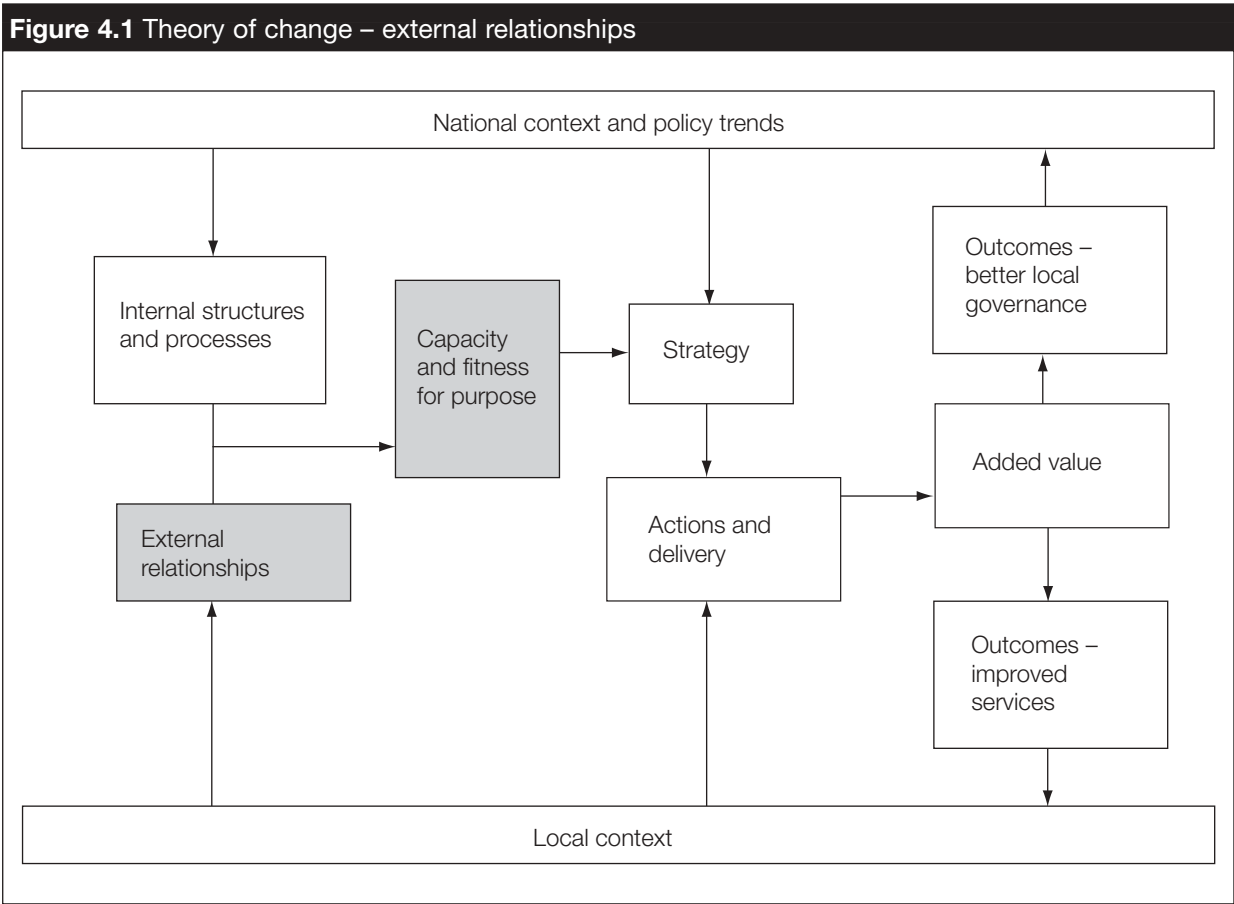 Figure 4.1 Theory of change – external relationships
National context and policy trends
Internal structures
and processes
Capacity
and fitness
for purpose
Strategy
Outcomes –
better local
governance
Added value
External
relationships
Actions and
delivery
Outcomes –
improved
services
Local context